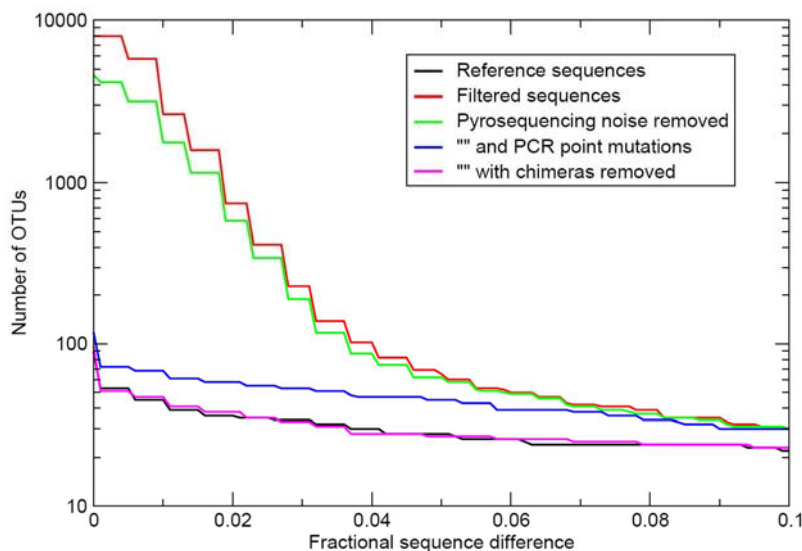 10000
1000
100
10
Number of OTUs
Reference sequences
Filtered sequences
Pyrosequencing noise removed
"" and PCR point mutations
"" with chimeras removed
0
0.02
0.04
0.06
0.08
0.1
Fractional sequence difference